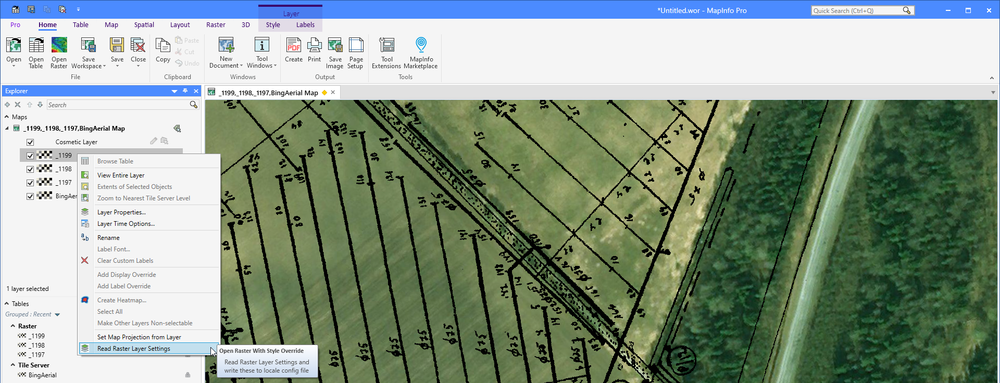 Layer
*Untitled.wor - MapInfo Pro
Quick Search (Ctrl+Q)
Pro Home Table Map Spatial Layout Raster 3D Style Labels
Open
Open Table
Open Raster
Save Workspace
Save
Close
File
Copy
Paste
Cut
Undo
Clipboard
New Document
Tool Windows
Windows
PDF
Create
Print
Save Image
Page Setup
Output
Tool Extensions
MapInfo Marketplace
Tools
Explorer
Search
Maps
_1199,_1198,_1197,BingAerial Map
Cosmetic Layer
_1199
_1198
_1197
BingAer
1 layer selected
Tables
Grouped : Recent
Raster
_1199
_1198
_1197
Tile Server
BingAerial
Browse Table
View Entire Layer
Extents of Selected Objects
Zoom to Nearest Tile Server Level
Layer Properties...
Layer Time Options...
Rename
Label Font...
Clear Custom Labels
Add Display Override
Add Label Override
Create Heatmap...
Select All
Make Other Layers Non-selectable
Set Map Projection from Layer
Read Raster Layer Settings
Open Raster With Style Override
Read Raster Layer Settings and
write these to locale config file
_1199,_1198,_1197,BingAerial Map